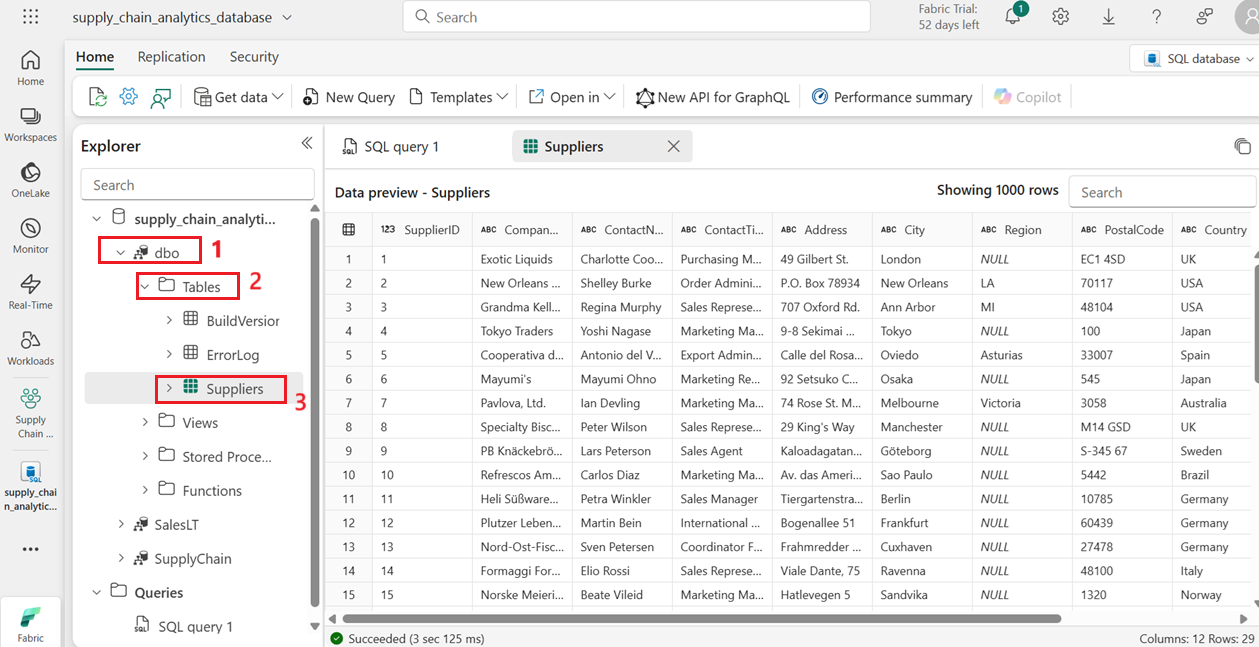 supply_chain_analytics_database
Search
Fabric Trial:
52 days left
1
Home
Replication
Security
SQL database
Get data
New Query
Templates
Open in
New API for GraphQL
Performance summary
Copilot
Home
Workspaces
OneLake
Monitor
Real-Time
Workloads
Supply
Chain ...
supply_chai
n_analytic...
Fabric
Explorer
Search
supply_chain_analyti...
dbo
1
Tables
2
BuildVersion
ErrorLog
Suppliers
3
Views
Stored Proce...
Functions
SalesLT
SupplyChain
Queries
SQL query 1
SQL query 1
Suppliers
Data preview - Suppliers
Showing 1000 rows
Search
123 SupplierID ABC Compan... ABC ContactN... ABC ContactTi... ABC Address ABC City ABC Region ABC PostalCode ABC Country
1 1 Exotic Liquids Charlotte Coo... Purchasing M... 49 Gilbert St. London NULL EC1 4SD UK
2 2 New Orleans ... Shelley Burke Order Admini... P.O. Box 78934 New Orleans LA 70117 USA
3 3 Grandma Kell... Regina Murphy Sales Represe... 707 Oxford Rd. Ann Arbor MI 48104 USA
4 4 Tokyo Traders Yoshi Nagase Marketing Ma... 9-8 Sekimai ... Tokyo NULL 100 Japan
5 5 Cooperativa d... Antonio del V... Export Admin... Calle del Rosa... Oviedo Asturias 33007 Spain
6 6 Mayumi's Mayumi Ohno Marketing Re... 92 Setsuko C... Osaka NULL 545 Japan
7 7 Pavlova, Ltd. Ian Devling Marketing Ma... 74 Rose St. M... Melbourne Victoria 3058 Australia
8 8 Specialty Bisc... Peter Wilson Sales Represe... 29 King's Way Manchester NULL M14 GSD UK
9 9 PB Knäckebrö... Lars Peterson Sales Agent Kaloadagatan... Göteborg NULL S-345 67 Sweden
10 10 Refrescos Am... Carlos Diaz Marketing Ma... Av. das Ameri... Sao Paulo NULL 5442 Brazil
11 11 Heli Süßware... Petra Winkler Sales Manager Tiergartenstra... Berlin NULL 10785 Germany
12 12 Plutzer Leben... Martin Bein International ... Bogenallee 51 Frankfurt NULL 60439 Germany
13 13 Nord-Ost-Fisc... Sven Petersen Coordinator F... Frahmredder ... Cuxhaven NULL 27478 Germany
14 14 Formaggi For... Elio Rossi Sales Represe... Viale Dante, 75 Ravenna NULL 48100 Italy
15 15 Norske Meieri... Beate Vileid Marketing Ma... Hatlevegen 5 Sandvika NULL 1320 Norway
Succeeded (3 sec 125 ms)
Columns: 12 Rows: 29